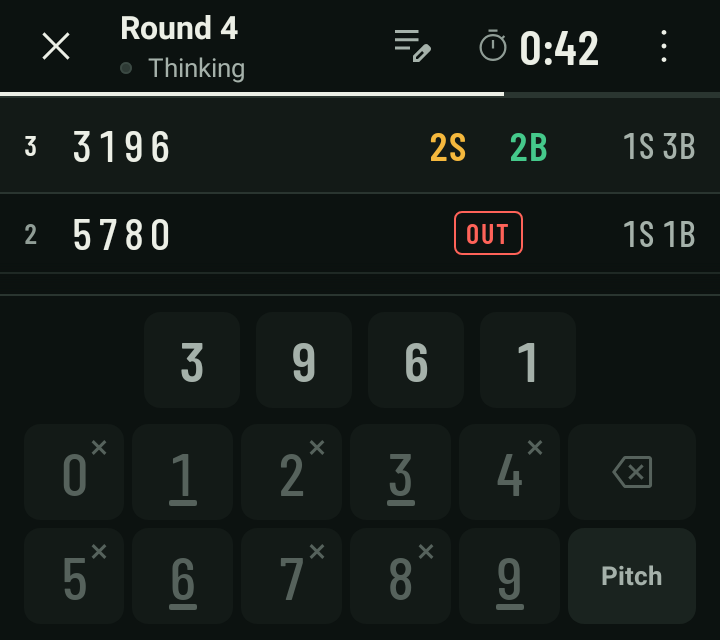 Round 4
Thinking
0:42
3 3196 2S 2B 1S 3B
2 5780 OUT 1S 1B
3 9 6 1
0 1 2 3 4
5 6 7 8 9 Pitch